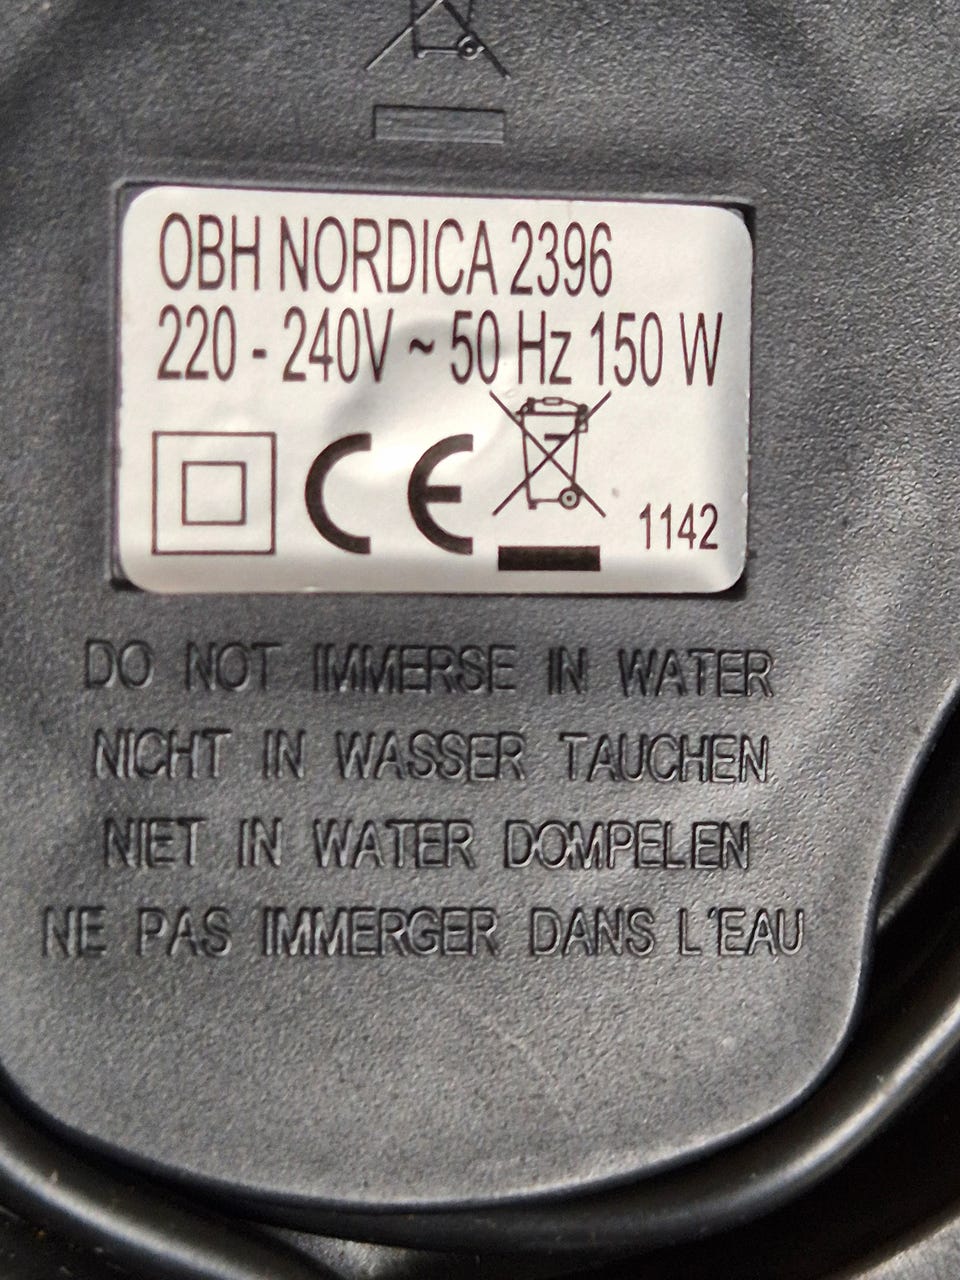 OBH NORDICA 2396
220 - 240V ~ 50 Hz 150 W
CE
1142
DO NOT IMMERSE IN WATER
NICHT IN WASSER TAUCHEN
NIET IN WATER DOMPELEN
NE PAS IMMERGER DANS L'EAU